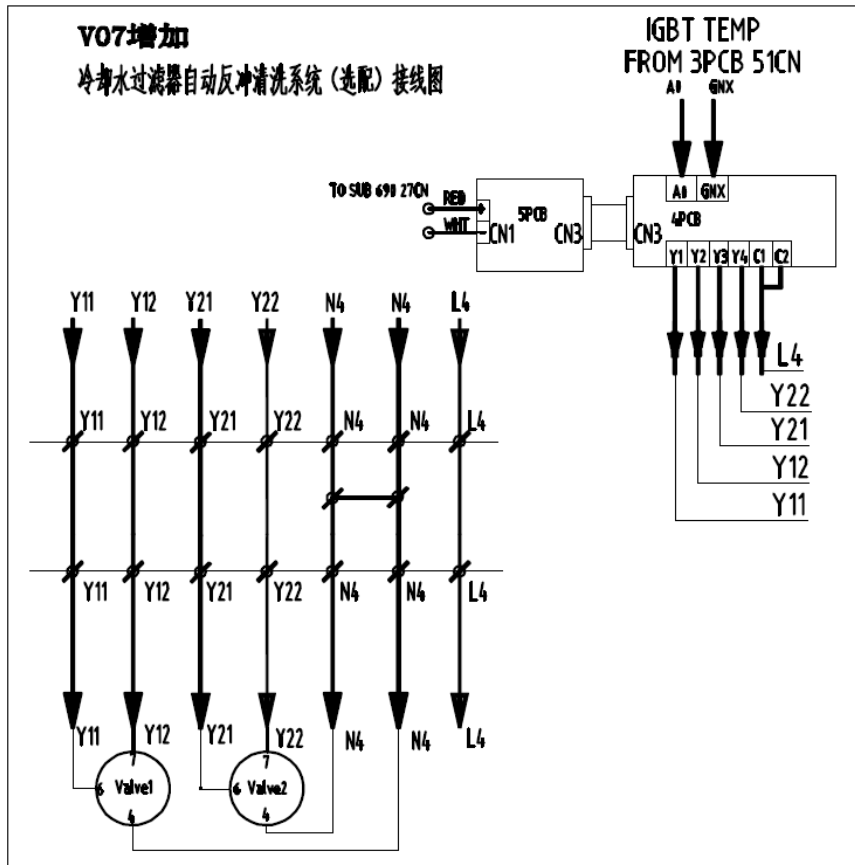 V07增加
冷却水过滤器自动反冲清洗系统（选配）接线图
IGBT TEMP
FROM 3PCB 51CN
A0 GNX
TO SUB 690 27CN
RED
WHT
CN1
5PCB
CN3
CN3
A0 GNX
4PCB
Y1 Y2 Y3 Y4 C1 C2
L4
Y22
Y21
Y12
Y11
Y11 Y12 Y21 Y22 N4 N4 L4
Y11 Y12 Y21 Y22 N4 N4 L4
Y11 Y12 Y21 Y22 N4 N4 L4
Y11 Y12 Y21 Y22 N4 N4 L4
7 7
6 Valve1 6 Valve2
4 4